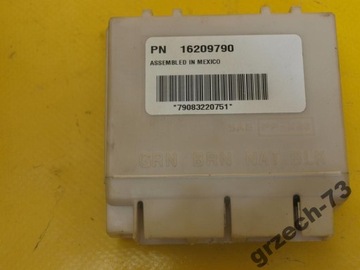 PN 16209790
ASSEMBLED IN MEXICO
*79083220751*
grzech-73